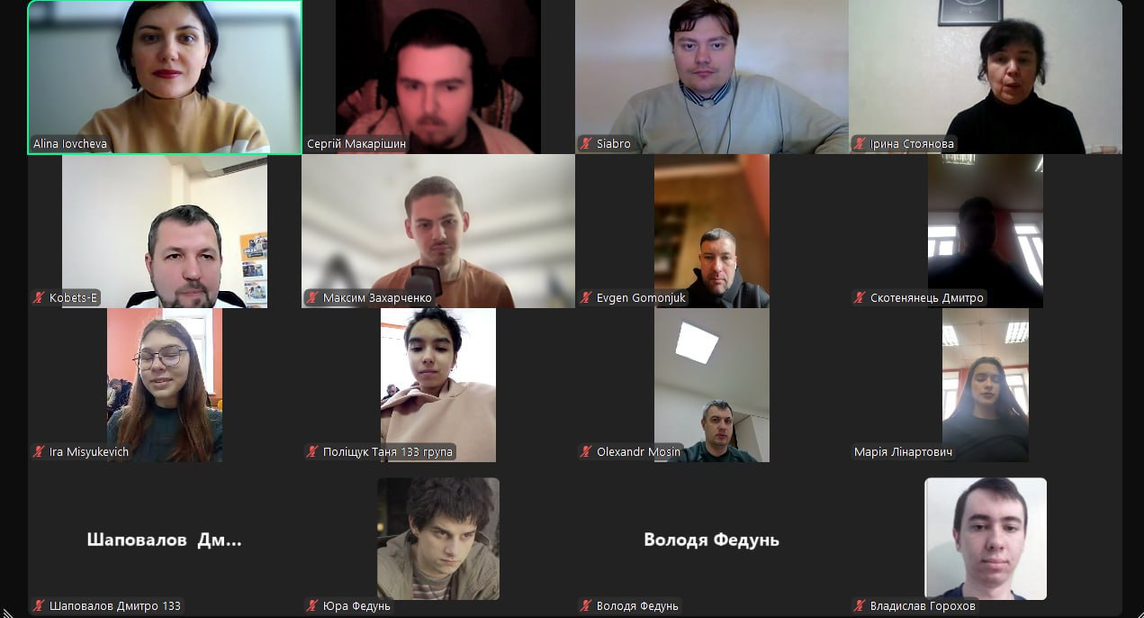 Alina Iovcheva
Сергій Макарішин
Siabro
Ірина Стоянова
Kobets-E
Максим Захарченко
Evgen Gomonjuk
Скотенянець Дмитро
Ira Misyukevich
Поліщук Таня 133 група
Olexandr Mosin
Марія Лінартович
Шаповалов Дм...
Володя Федунь
Шаповалов Дмитро 133
Юра Федунь
Володя Федунь
Владислав Горохов